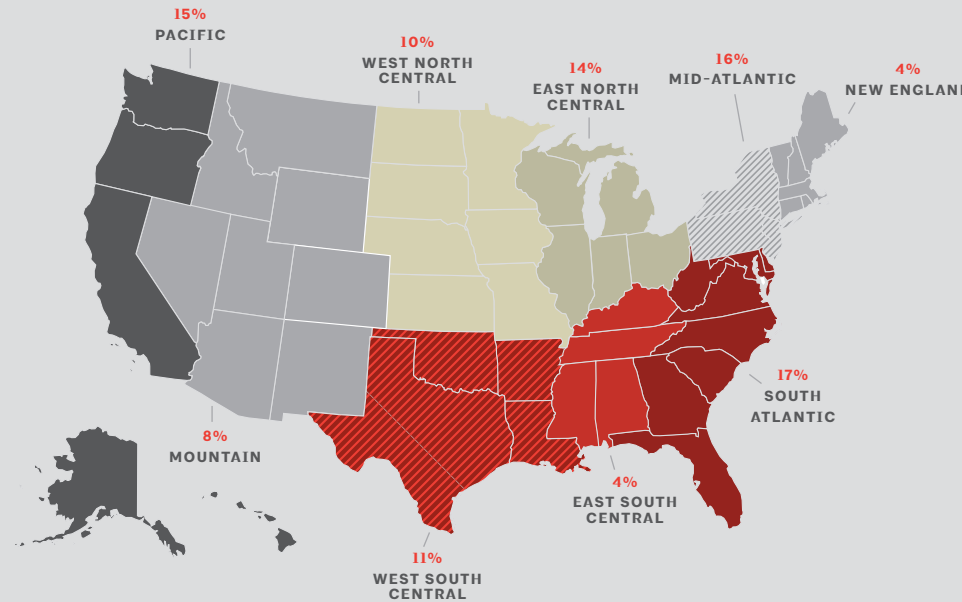 15%
PACIFIC
10%
WEST NORTH
CENTRAL
14%
EAST NORTH
CENTRAL
16%
MID-ATLANTIC
4%
NEW ENGLAND
8%
MOUNTAIN
17%
SOUTH
ATLANTIC
4%
EAST SOUTH
CENTRAL
11%
WEST SOUTH
CENTRAL